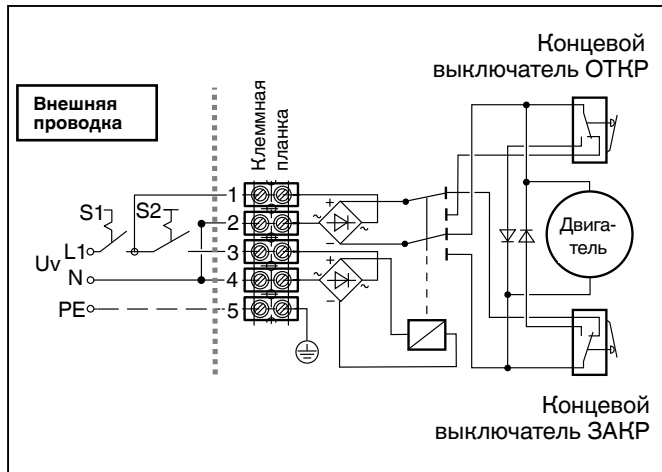 Концевой
выключатель ОТКР
Внешняя
проводка
Клеммная
планка
S1
S2
1
2
3
4
5
Uv
L1
N
PE
+
~
~
−
+
~
~
−
Двига-
тель
Концевой
выключатель ЗАКР